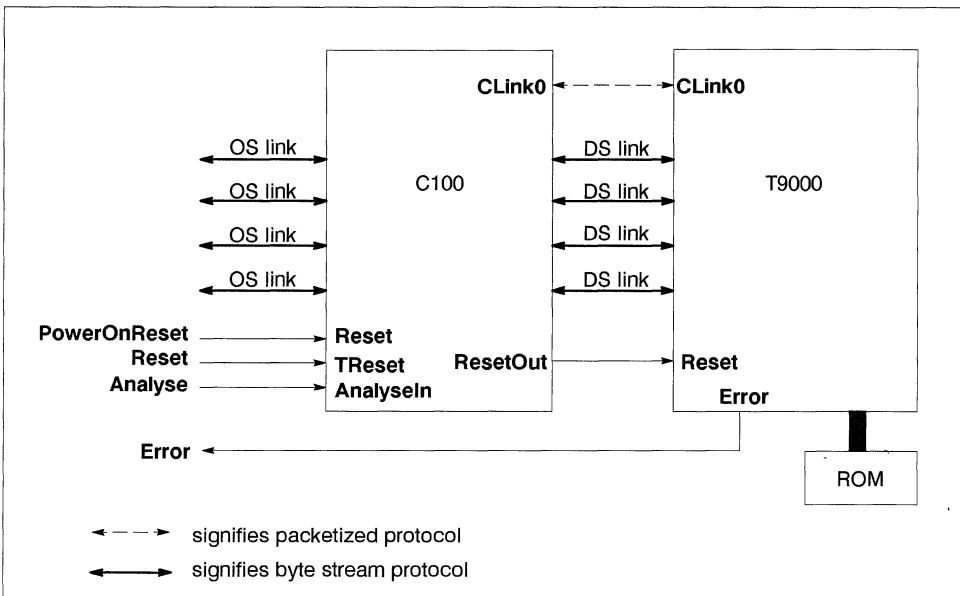 CLink0
CLink0
OS link
DS link
C100
T9000
OS link
DS link
OS link
DS link
OS link
DS link
PowerOnReset
Reset
Reset
TReset
ResetOut
Reset
Analyse
AnalyseIn
Error
Error
ROM
signifies packetized protocol
signifies byte stream protocol